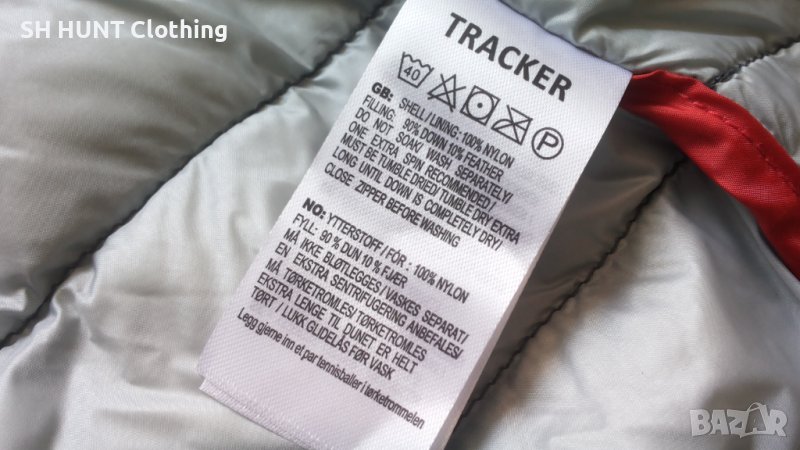 SH HUNT Clothing
TRACKER
40 P
GB: SHELL / LINING : 100% NYLON
FILLING: 90% DOWN 10% FEATHER
DO NOT SOAK/ WASH SEPARATELY/
ONE EXTRA SPIN RECOMMENDED /
MUST BE TUMBLE DRIED/TUMBLE DRY EXTRA
LONG UNTIL DOWN IS COMPLETELY DRY/
CLOSE ZIPPER BEFORE WASHING
NO: YTTERSTOFF / FÔR : 100% NYLON
FYLL: 90 % DUN 10 % FJÆR
MÅ IKKE BLØTLEGGES/VASKES SEPARAT/
EN EKSTRA SENTRIFUGERING ANBEFALES/
MÅ TØRKETROMLES/TØRKETROMLES
EKSTRA LENGE TIL DUNET ER HELT
TØRT / LUKK GLIDELÅS FØR VASK
Legg gjerne inn et par tennisballer i tørketrommelen
BAZAR